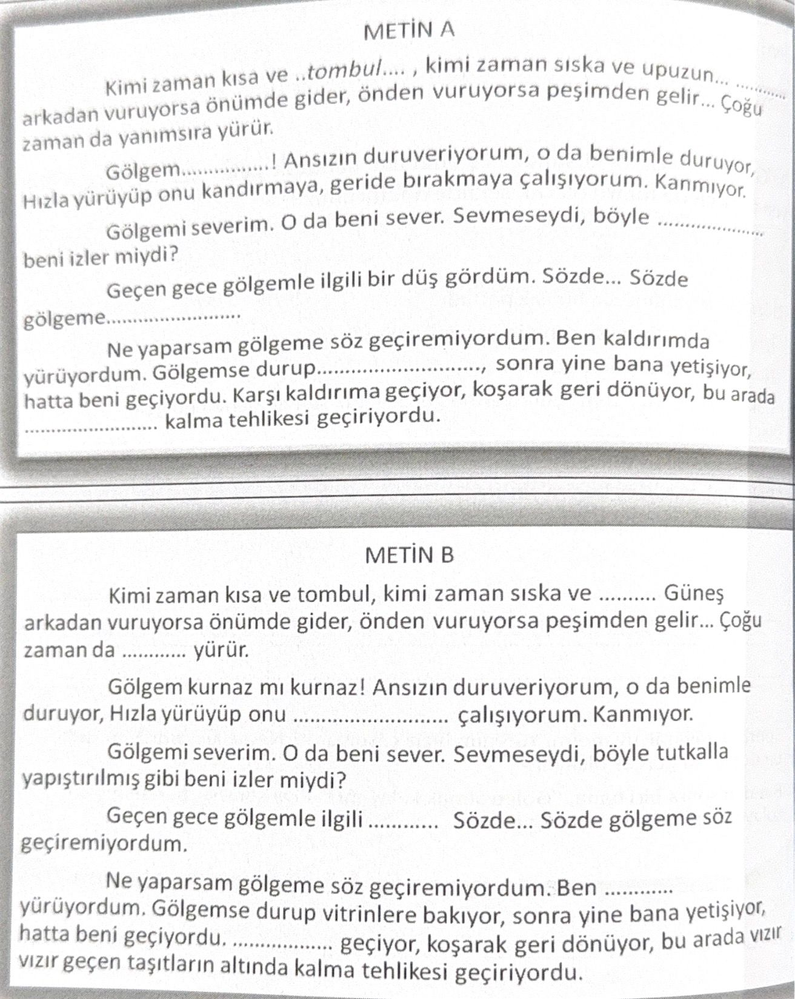 METİN A
Kimi zaman kısa ve ..tombul.... , kimi zaman sıska ve upuzun... ............
arkadan vuruyorsa önümde gider, önden vuruyorsa peşimden gelir... Çoğu
zaman da yanımsıra yürür.
Gölgem................! Ansızın duruveriyorum, o da benimle duruyor,
Hızla yürüyüp onu kandırmaya, geride bırakmaya çalışıyorum. Kanmıyor.
Gölgemi severim. O da beni sever. Sevmeseydi, böyle ....................
beni izler miydi?
Geçen gece gölgemle ilgili bir düş gördüm. Sözde... Sözde
gölgeme.........................
Ne yaparsam gölgeme söz geçiremiyordum. Ben kaldırımda
yürüyordum. Gölgemse durup..............................., sonra yine bana yetişiyor,
hatta beni geçiyordu. Karşı kaldırıma geçiyor, koşarak geri dönüyor, bu arada
......................... kalma tehlikesi geçiriyordu.
METİN B
Kimi zaman kısa ve tombul, kimi zaman sıska ve .......... Güneş
arkadan vuruyorsa önümde gider, önden vuruyorsa peşimden gelir... Çoğu
zaman da ............ yürür.
Gölgem kurnaz mı kurnaz! Ansızın duruveriyorum, o da benimle
duruyor, Hızla yürüyüp onu ............................. çalışıyorum. Kanmıyor.
Gölgemi severim. O da beni sever. Sevmeseydi, böyle tutkalla
yapıştırılmış gibi beni izler miydi?
Geçen gece gölgemle ilgili ............. Sözde... Sözde gölgeme söz
geçiremiyordum.
Ne yaparsam gölgeme söz geçiremiyordum. Ben .............
yürüyordum. Gölgemse durup vitrinlere bakıyor, sonra yine bana yetişiyor,
hatta beni geçiyordu. ................... geçiyor, koşarak geri dönüyor, bu arada vızır
vızır geçen taşıtların altında kalma tehlikesi geçiriyordu.